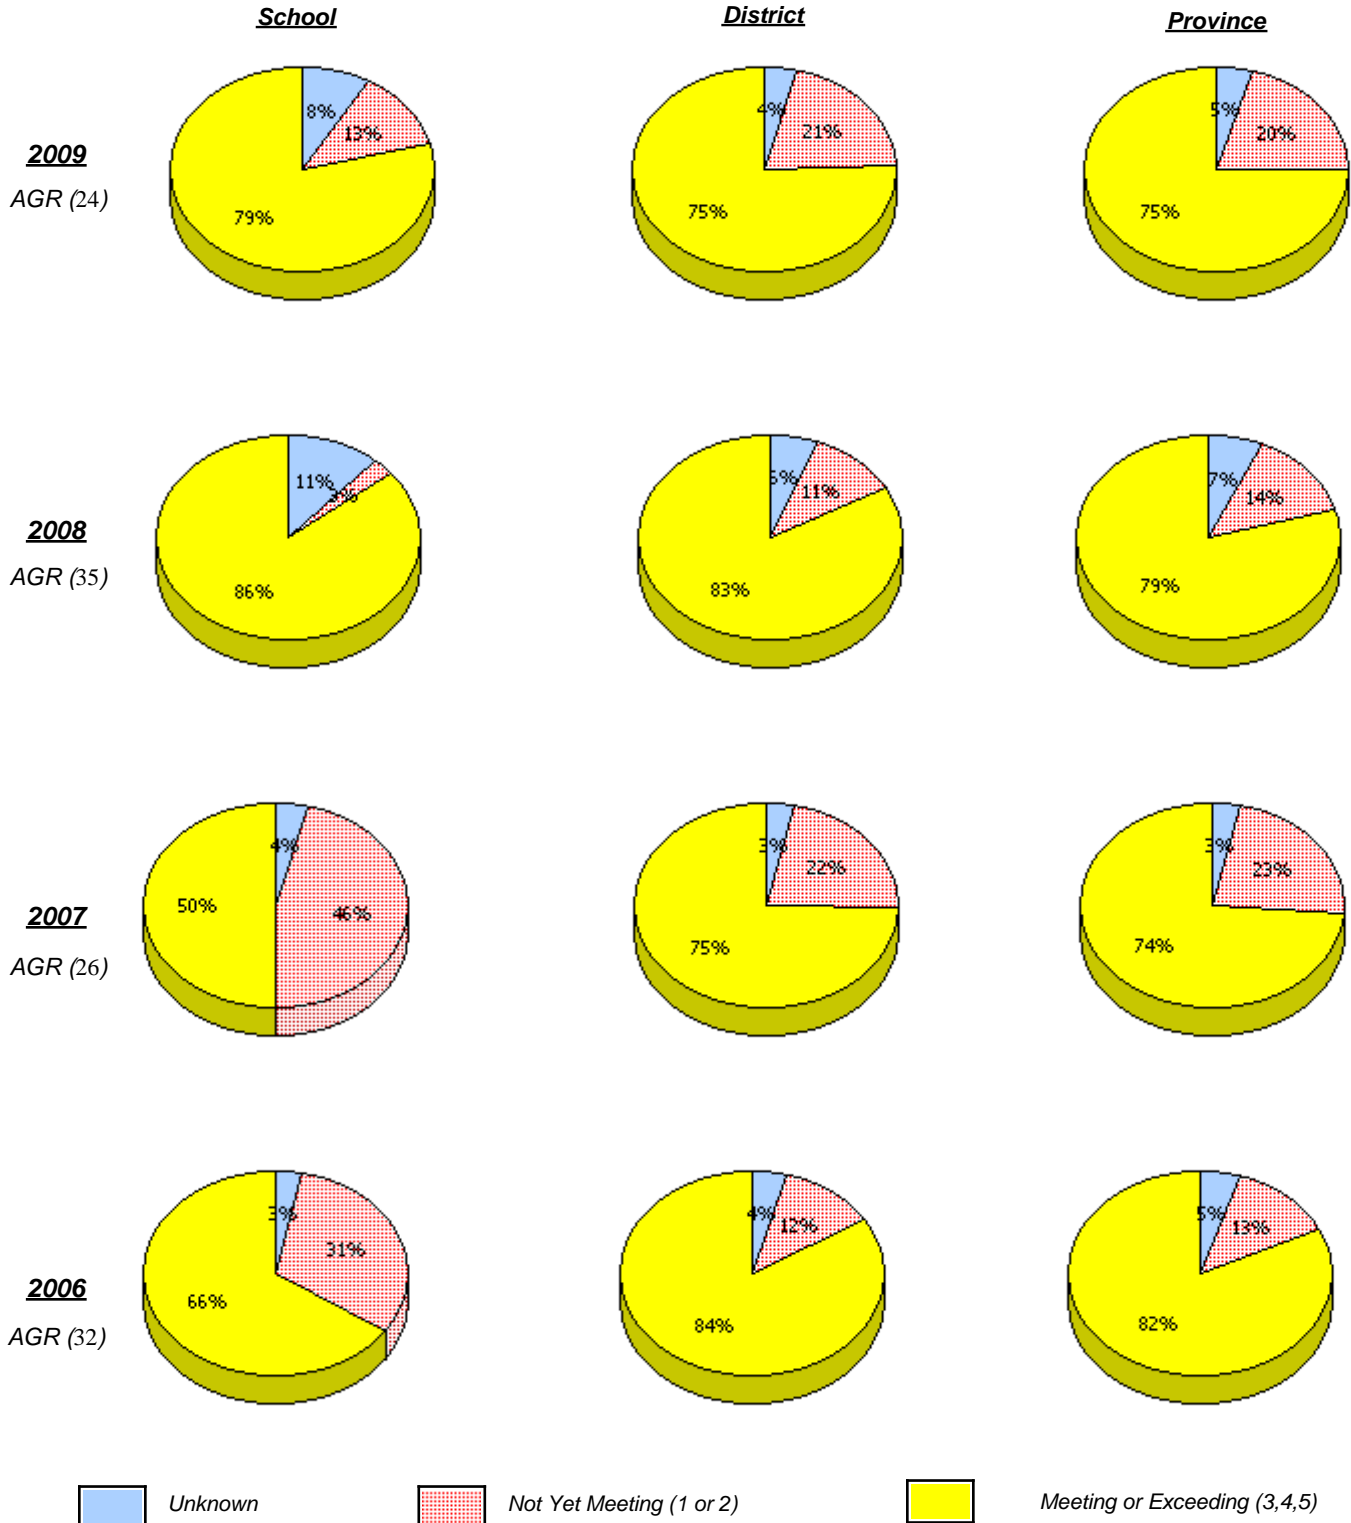 School District Province
8% 13% 79% 4% 21% 75% 5% 20% 75%
2009
AGR (24)
11% 3% 86% 11% 83% 7% 14% 79%
2008
AGR (35)
4% 46% 50% 3% 22% 75% 3% 23% 74%
2007
AGR (26)
3% 31% 66% 4% 12% 84% 5% 13% 82%
2006
AGR (32)
Unknown Not Yet Meeting (1 or 2) Meeting or Exceeding (3,4,5)